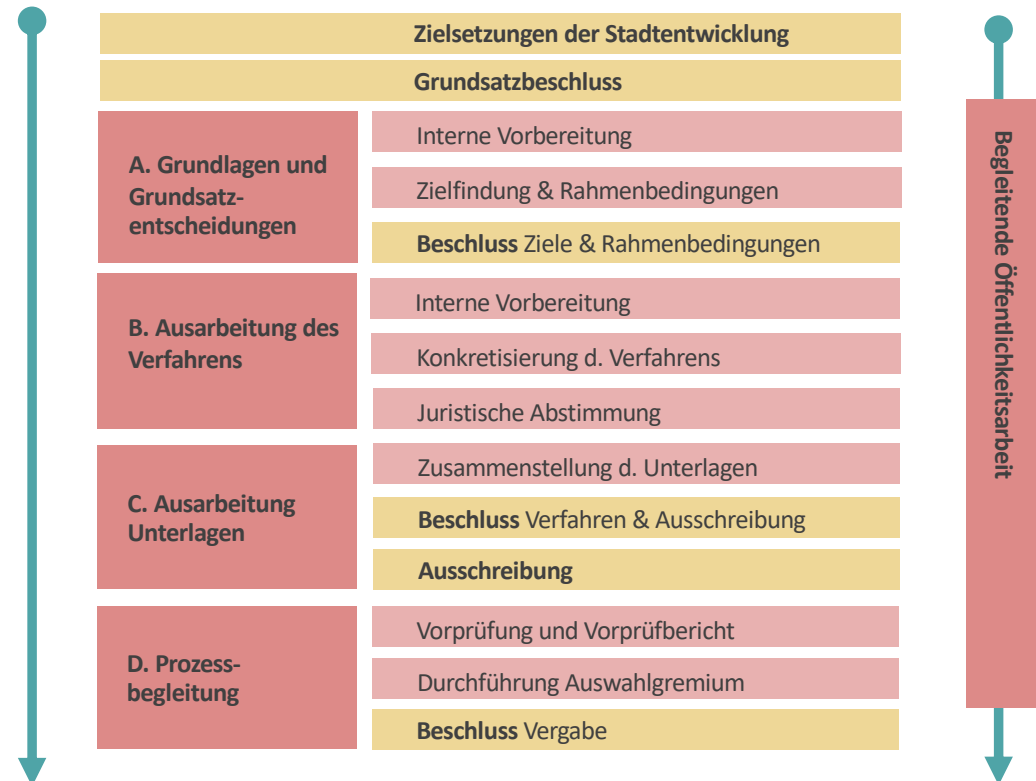 Zielsetzungen der Stadtentwicklung
Grundsatzbeschluss
A. Grundlagen und
Grundsatz-
entscheidungen
Interne Vorbereitung
Zielfindung & Rahmenbedingungen
Beschluss Ziele & Rahmenbedingungen
B. Ausarbeitung des
Verfahrens
Interne Vorbereitung
Konkretisierung d. Verfahrens
Juristische Abstimmung
C. Ausarbeitung
Unterlagen
Zusammenstellung d. Unterlagen
Beschluss Verfahren & Ausschreibung
Ausschreibung
D. Prozess-
begleitung
Vorprüfung und Vorprüfbericht
Durchführung Auswahlgremium
Beschluss Vergabe
Begleitende Öffentlichkeitsarbeit